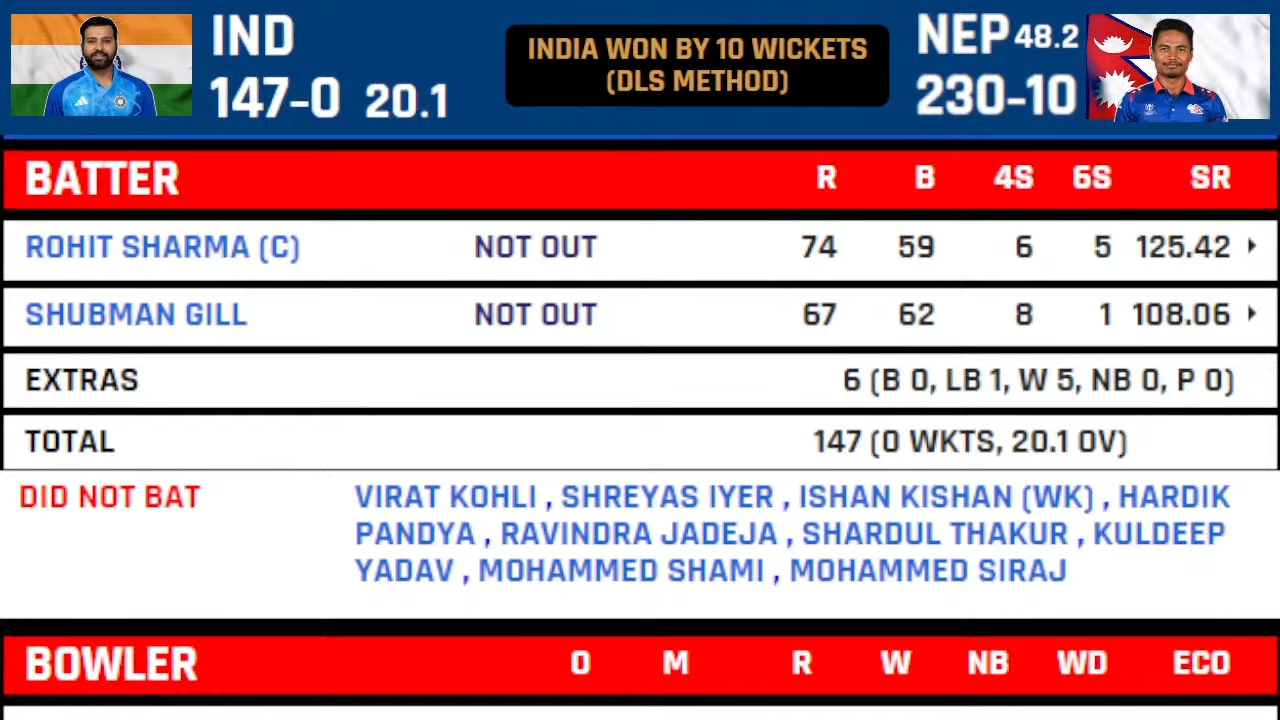 IND
147-0 20.1
INDIA WON BY 10 WICKETS
(DLS METHOD)
NEP 48.2
230-10
BATTER R B 4S 6S SR
ROHIT SHARMA (C) NOT OUT 74 59 6 5 125.42
SHUBMAN GILL NOT OUT 67 62 8 1 108.06
EXTRAS 6 (B 0, LB 1, W 5, NB 0, P 0)
TOTAL 147 (0 WKTS, 20.1 OV)
DID NOT BAT VIRAT KOHLI , SHREYAS IYER , ISHAN KISHAN (WK) , HARDIK
PANDYA , RAVINDRA JADEJA , SHARDUL THAKUR , KULDEEP
YADAV , MOHAMMED SHAMI , MOHAMMED SIRAJ
BOWLER O M R W NB WD ECO